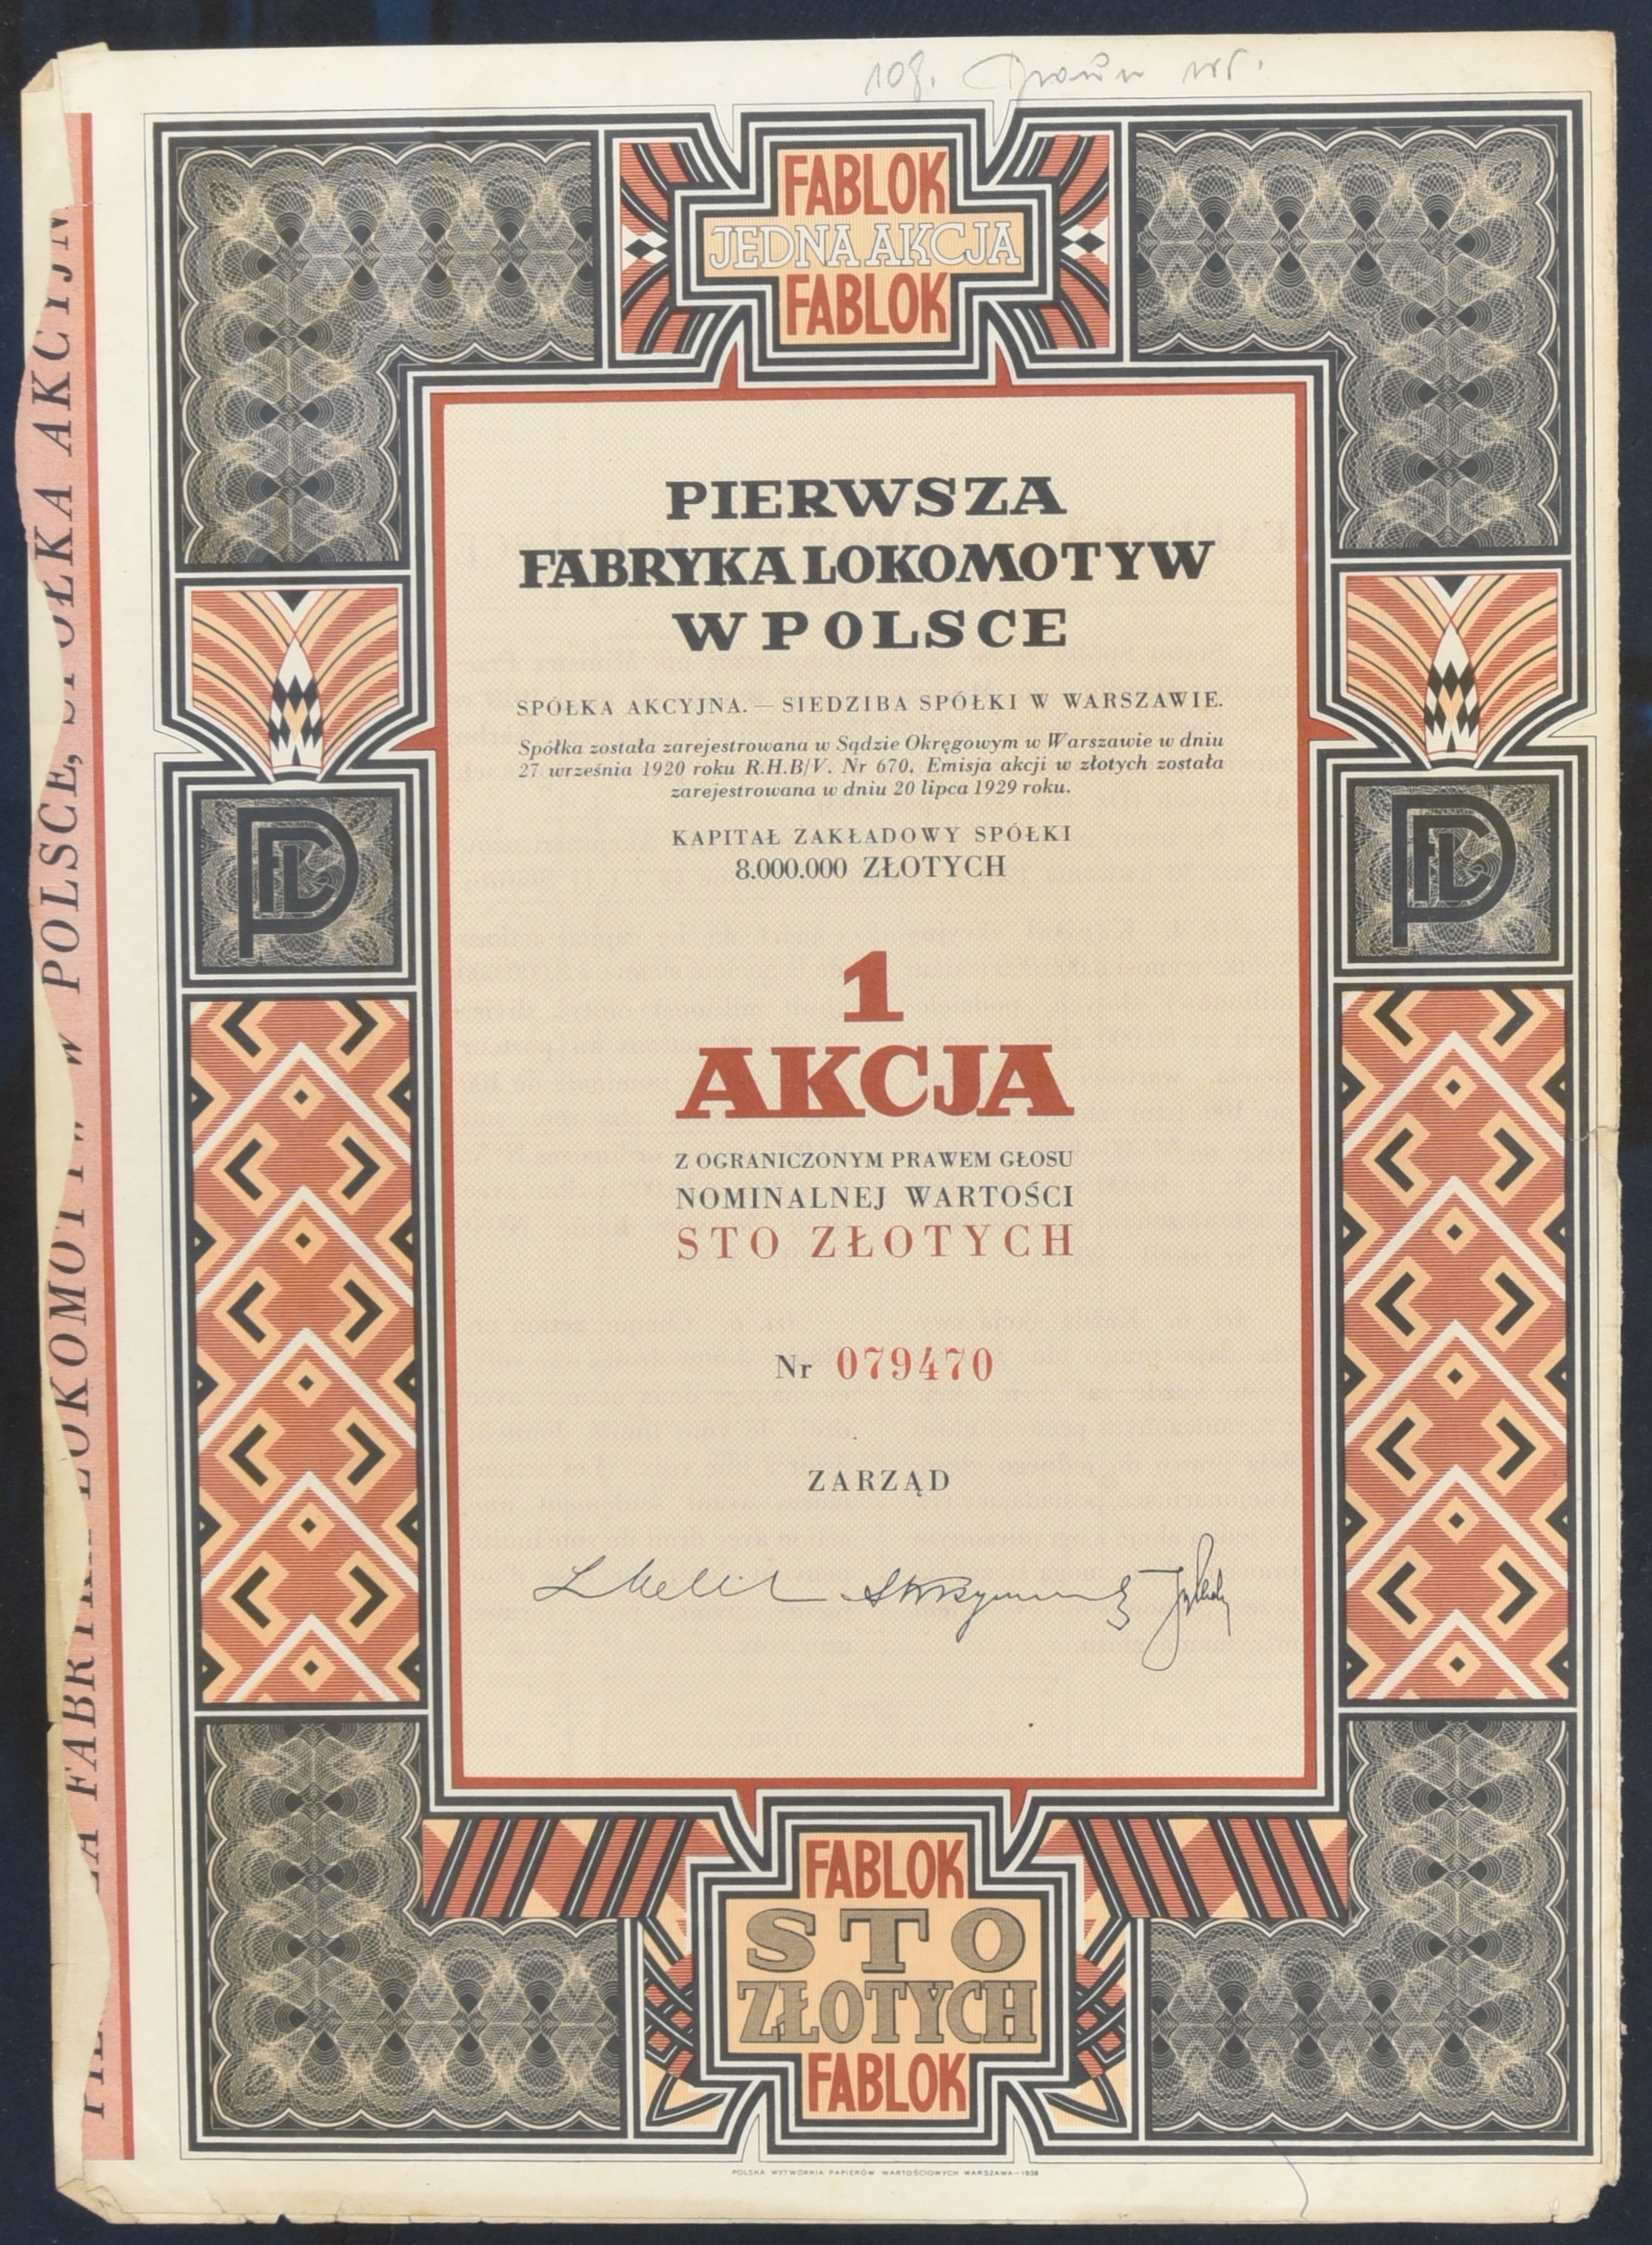 FABLOK
JEDNA AKCJA
FABLOK
PIERWSZA
FABRYKA LOKOMOTYW
W POLSCE
SPÓŁKA AKCYJNA. — SIEDZIBA SPÓŁKI W WARSZAWIE.
Spółka została zarejestrowana w Sądzie Okręgowym w Warszawie w dniu
27 września 1920 roku R.H.B/V. Nr 670. Emisja akcji w złotych została
zarejestrowana w dniu 20 lipca 1929 roku.
KAPITAŁ ZAKŁADOWY SPÓŁKI
8.000.000 ZŁOTYCH
1
AKCJA
Z OGRANICZONYM PRAWEM GŁOSU
NOMINALNEJ WARTOŚCI
STO ZŁOTYCH
Nr 079470
ZARZĄD
FABLOK
STO
ZŁOTYCH
FABLOK
POLSKA WYTWÓRNIA PAPIERÓW WARTOŚCIOWYCH WARSZAWA — 1938
FABRYKA LOKOMOTYW W POLSCE, SPÓŁKA AKCYJN